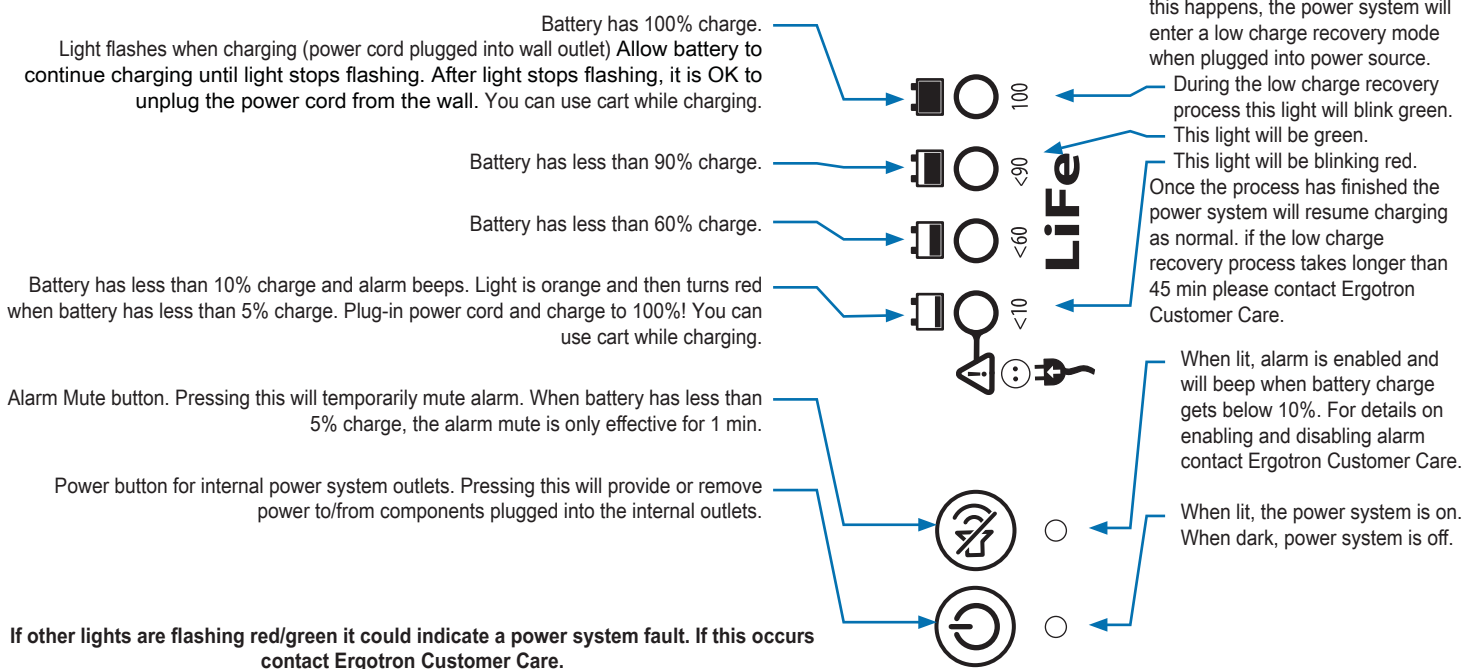 Battery has 100% charge.
Light flashes when charging (power cord plugged into wall outlet) Allow battery to
continue charging until light stops flashing. After light stops flashing, it is OK to
unplug the power cord from the wall. You can use cart while charging.
Battery has less than 90% charge.
Battery has less than 60% charge.
Battery has less than 10% charge and alarm beeps. Light is orange and then turns red
when battery has less than 5% charge. Plug-in power cord and charge to 100%! You can
use cart while charging.
Alarm Mute button. Pressing this will temporarily mute alarm. When battery has less than
5% charge, the alarm mute is only effective for 1 min.
Power button for internal power system outlets. Pressing this will provide or remove
power to/from components plugged into the internal outlets.
If other lights are flashing red/green it could indicate a power system fault. If this occurs
contact Ergotron Customer Care.
100
<90
<60
<10
LiFe
this happens, the power system will
enter a low charge recovery mode
when plugged into power source.
During the low charge recovery
process this light will blink green.
This light will be green.
This light will be blinking red.
Once the process has finished the
power system will resume charging
as normal. if the low charge
recovery process takes longer than
45 min please contact Ergotron
Customer Care.
When lit, alarm is enabled and
will beep when battery charge
gets below 10%. For details on
enabling and disabling alarm
contact Ergotron Customer Care.
When lit, the power system is on.
When dark, power system is off.